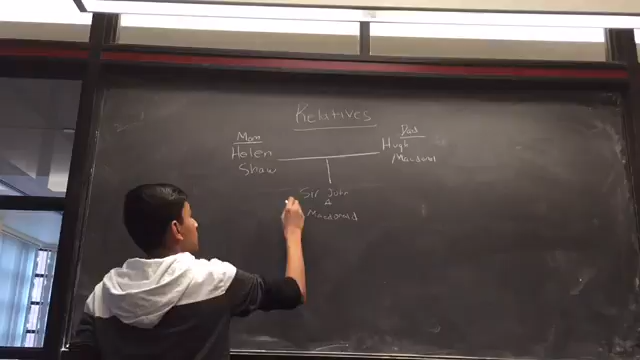 Relatives
Mom
Helen
Shaw
Dad
Hugh
Macdonald
Sir John
A
Macdonald